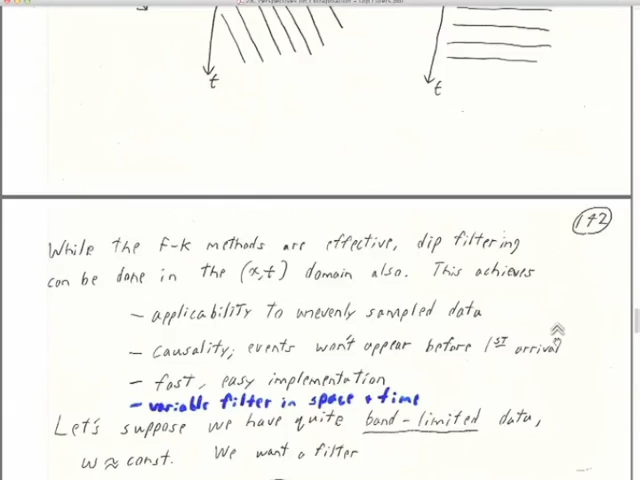 t
t
142
While the F-K methods are effective, dip filtering
can be done in the (x,t) domain also. This achieves
- applicability to unevenly sampled data
- causality; events won't appear before 1ST arrival
- fast, easy implementation
- variable filter in space + time
Let's suppose we have quite band-limited data,
ω ≈ const. We want a filter